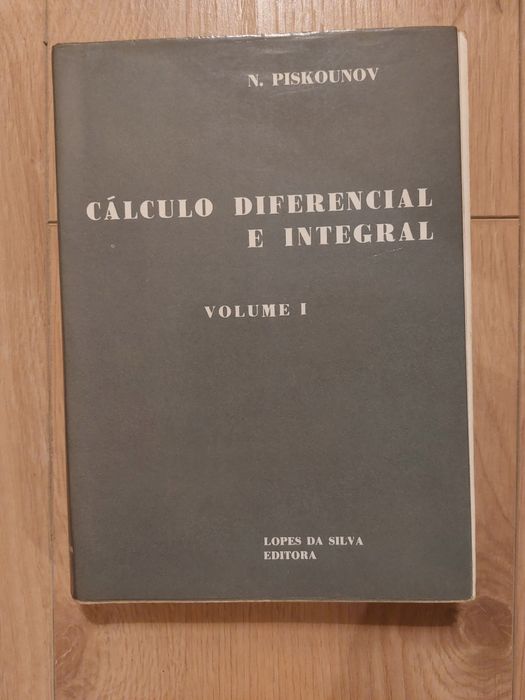 N. PISKOUNOV
CÁLCULO DIFERENCIAL
E INTEGRAL
VOLUME I
LOPES DA SILVA
EDITORA